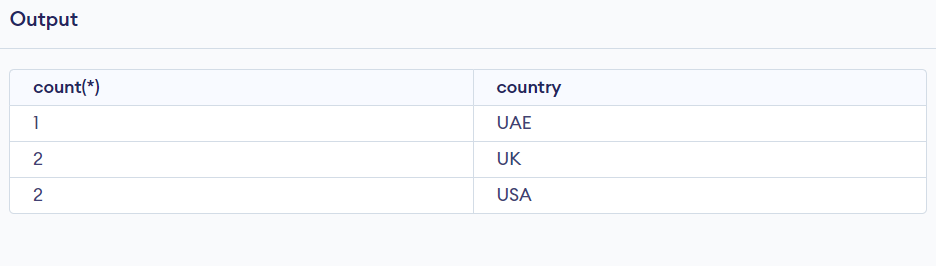 Output
count(*) country
1 UAE
2 UK
2 USA